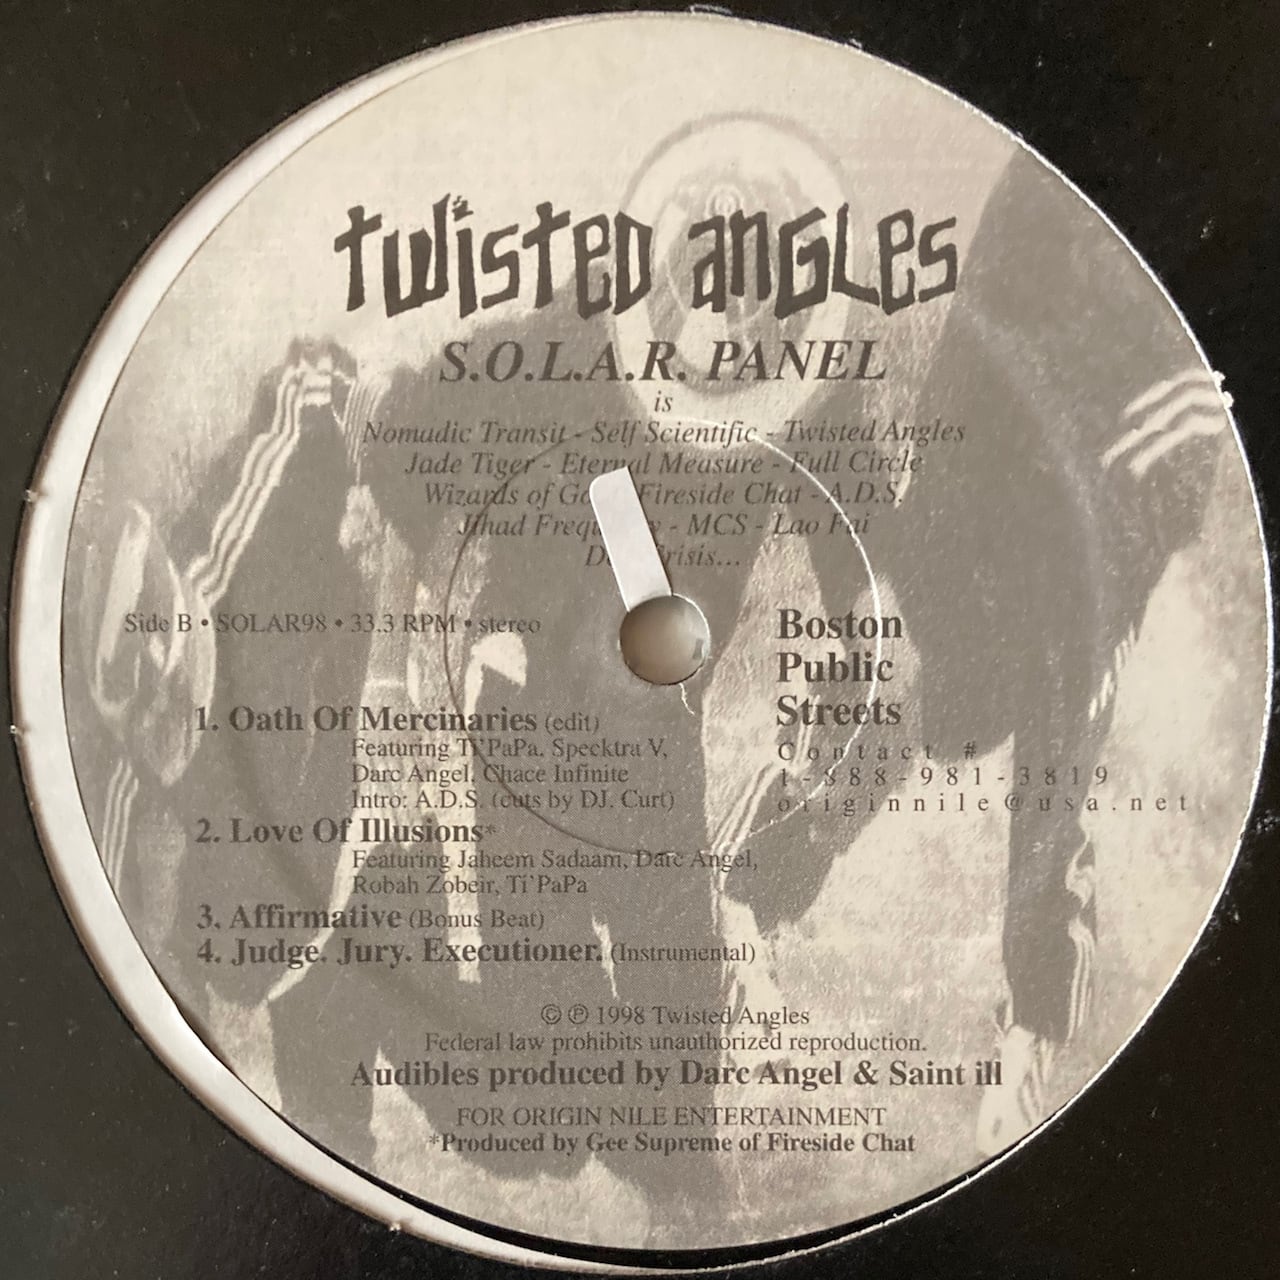 twisted angles
S.O.L.A.R. PANEL
is
Nomadic Transit - Self Scientific - Twisted Angles
Jade Tiger - Eternal Measure - Full Circle
Wizards of Fireside Chat - A.D.S.
Jihad - MCS - Lao Fai
Side B • SOLAR98 • 33.3 RPM • stereo
Boston
Public
Streets
Contact #
1-888-981-3819
originnile@usa.net
1. Oath Of Mercinaries (edit)
Featuring Ti'PaPa, Specktra V,
Darc Angel, Chace Infinite
Intro: A.D.S. (cuts by DJ. Curt)
2. Love Of Illusions*
Featuring Jaheem Sadaam, Darc Angel,
Robah Zobeir, Ti'PaPa
3. Affirmative (Bonus Beat)
4. Judge. Jury. Executioner. (Instrumental)
© ℗ 1998 Twisted Angles
Federal law prohibits unauthorized reproduction.
Audibles produced by Darc Angel & Saint ill
FOR ORIGIN NILE ENTERTAINMENT
*Produced by Gee Supreme of Fireside Chat